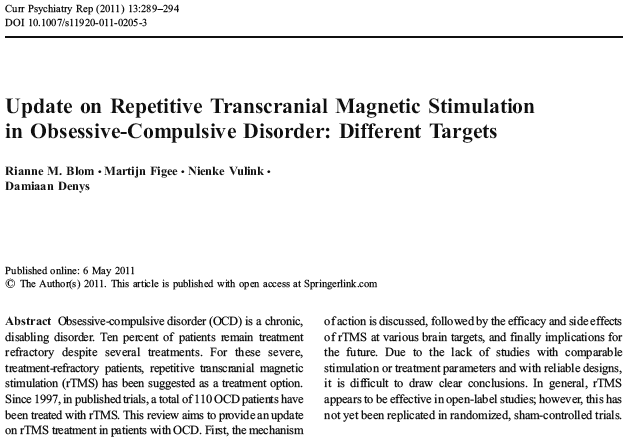 Curr Psychiatry Rep (2011) 13:289–294
DOI 10.1007/s11920-011-0205-3
Update on Repetitive Transcranial Magnetic Stimulation
in Obsessive-Compulsive Disorder: Different Targets
Rianne M. Blom • Martijn Figee • Nienke Vulink •
Damiaan Denys
Published online: 6 May 2011
© The Author(s) 2011. This article is published with open access at Springerlink.com
Abstract Obsessive-compulsive disorder (OCD) is a chronic,
disabling disorder. Ten percent of patients remain treatment
refractory despite several treatments. For these severe,
treatment-refractory patients, repetitive transcranial magnetic
stimulation (rTMS) has been suggested as a treatment option.
Since 1997, in published trials, a total of 110 OCD patients have
been treated with rTMS. This review aims to provide an update
on rTMS treatment in patients with OCD. First, the mechanism
of action is discussed, followed by the efficacy and side effects
of rTMS at various brain targets, and finally implications for
the future. Due to the lack of studies with comparable
stimulation or treatment parameters and with reliable designs,
it is difficult to draw clear conclusions. In general, rTMS
appears to be effective in open-label studies; however, this has
not yet been replicated in randomized, sham-controlled trials.